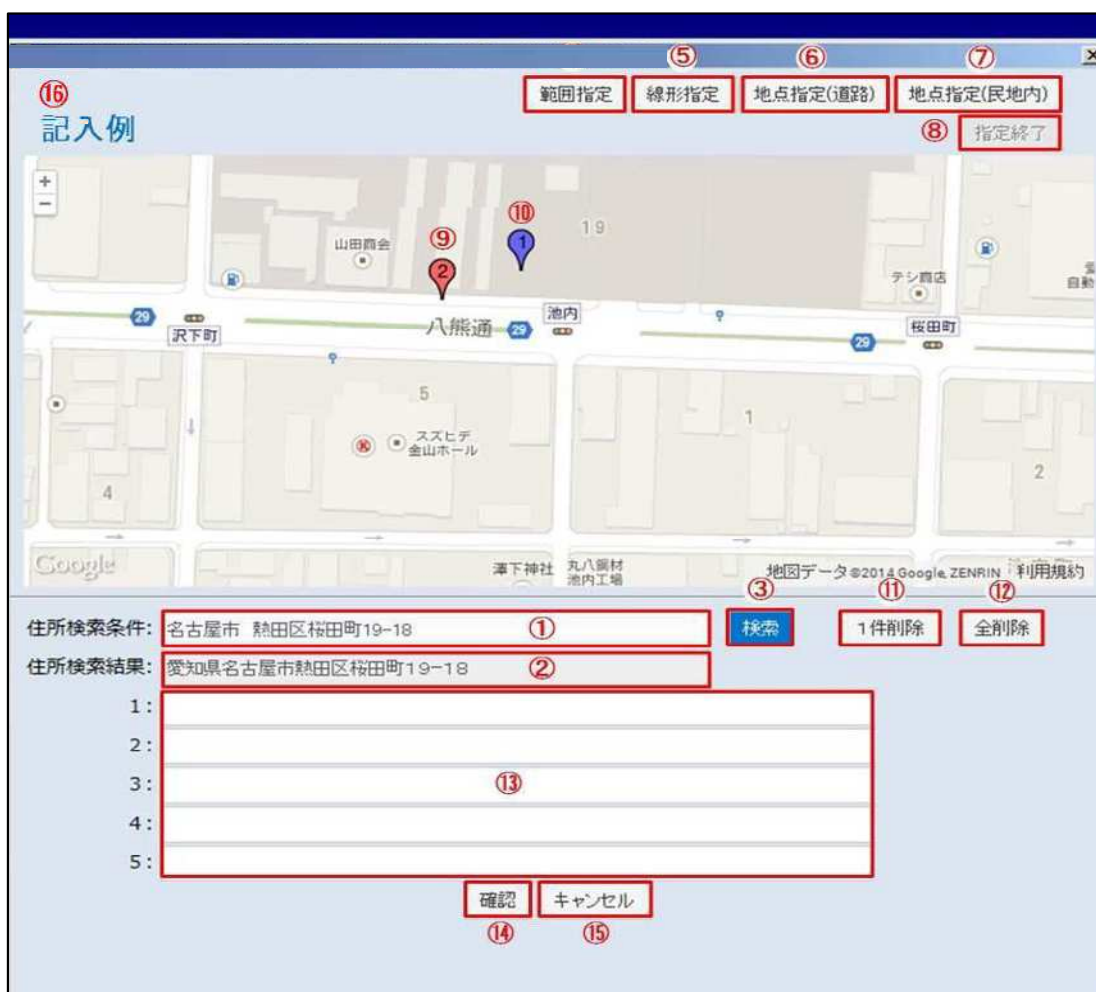 ⑤ ⑥ ⑦
範囲指定 線形指定 地点指定(道路) 地点指定(民地内)
⑯
記入例
⑧ 指定終了
+
−
19
⑩
1
山田商会
⑨
2
テシ商店
自動
29
沢下町
八熊通
29
池内
29
桜田町
5
スズヒデ
金山ホール
1
4
2
Google
澤下神社
丸八鋼材
池内工場
地図データ©2014 Google, ZENRIN 利用規約
③ ⑪ ⑫
住所検索条件: 名古屋市 熱田区桜田町19-18 ① 検索 1件削除 全削除
住所検索結果: 愛知県名古屋市熱田区桜田町19-18 ②
1:
2:
3: ⑬
4:
5:
確認 キャンセル
⑭ ⑮